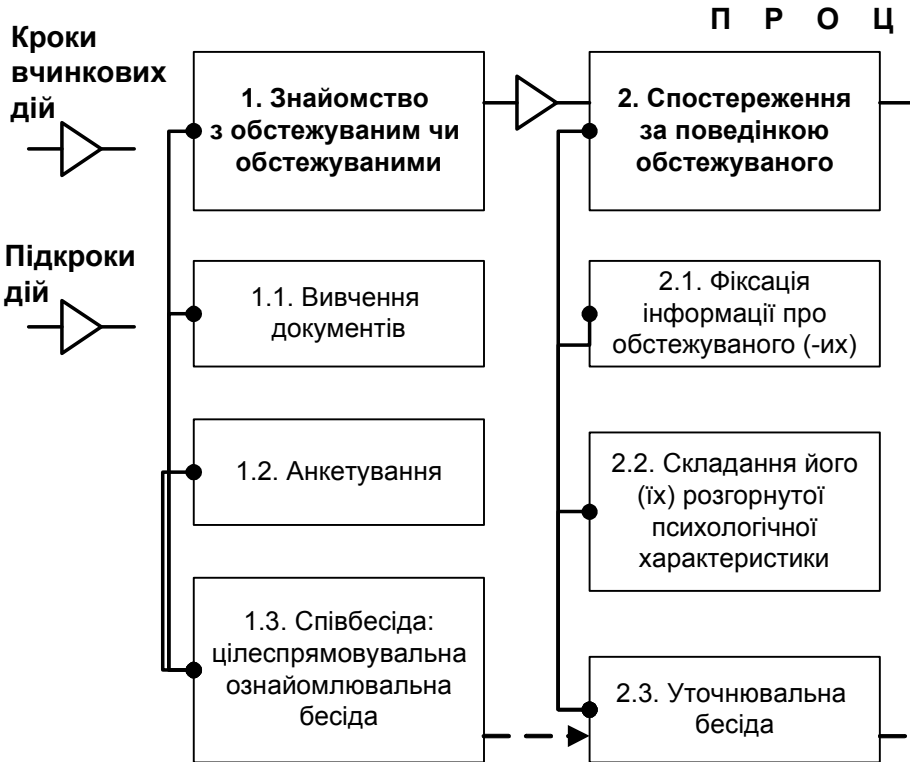 П Р О Ц
Кроки
вчинкових
дій
1. Знайомство
з обстежуваним чи
обстежуваними
2. Спостереження
за поведінкою
обстежуваного
Підкроки
дій
1.1. Вивчення
документів
2.1. Фіксація
інформації про
обстежуваного (-их)
1.2. Анкетування
2.2. Складання його
(їх) розгорнутої
психологічної
характеристики
1.3. Співбесіда:
цілеспрямовувальна
ознайомлювальна
бесіда
2.3. Уточнювальна
бесіда